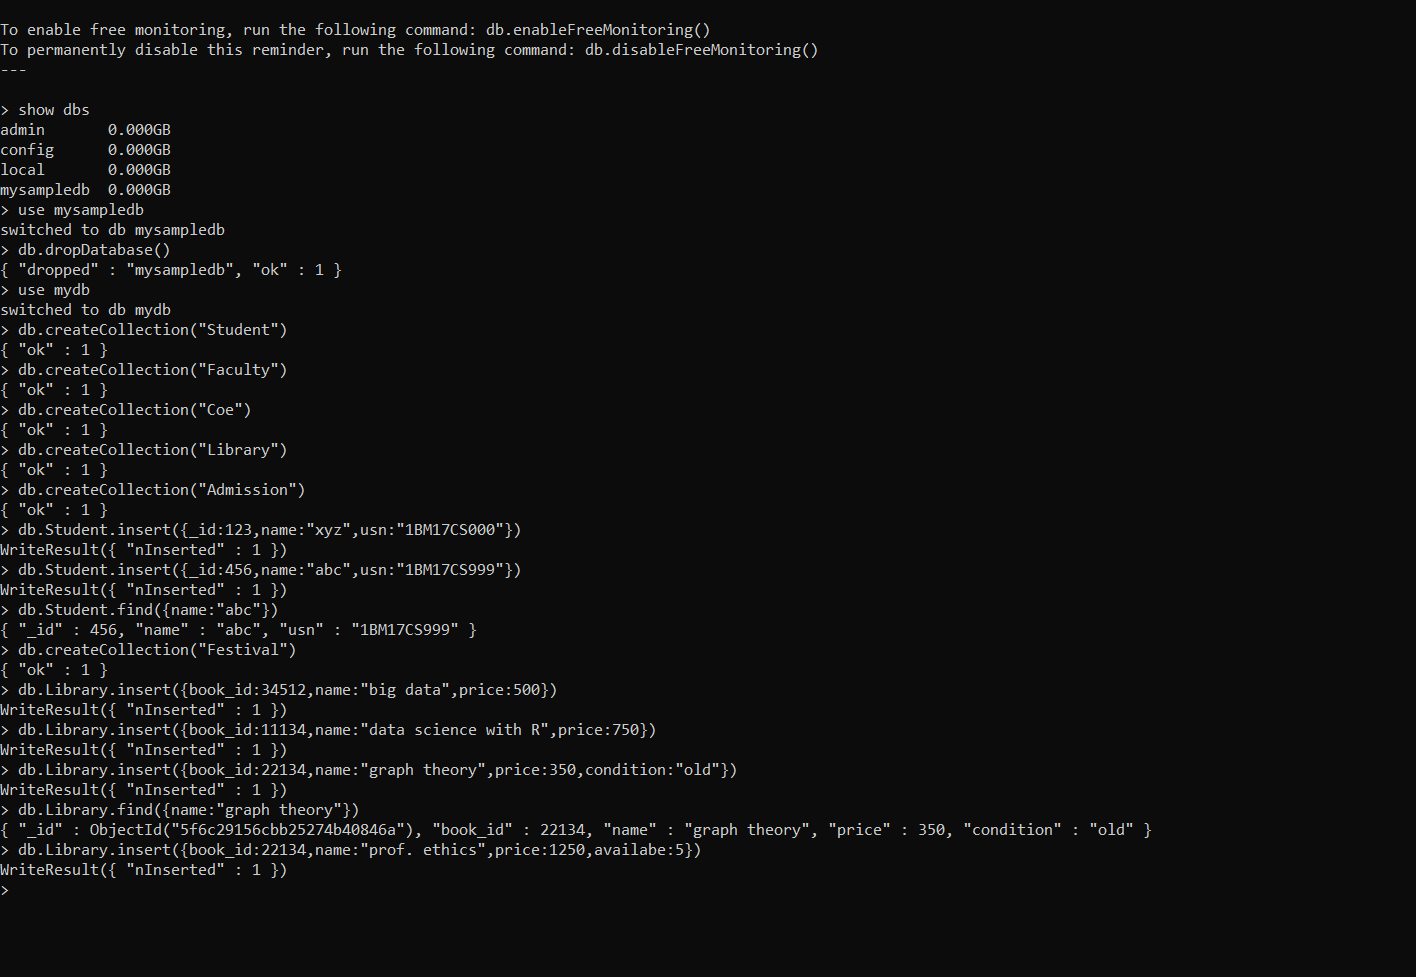 To enable free monitoring, run the following command: db.enableFreeMonitoring()
To permanently disable this reminder, run the following command: db.disableFreeMonitoring()
---
> show dbs
admin       0.000GB
config      0.000GB
local       0.000GB
mysampledb  0.000GB
> use mysampledb
switched to db mysampledb
> db.dropDatabase()
{ "dropped" : "mysampledb", "ok" : 1 }
> use mydb
switched to db mydb
> db.createCollection("Student")
{ "ok" : 1 }
> db.createCollection("Faculty")
{ "ok" : 1 }
> db.createCollection("Coe")
{ "ok" : 1 }
> db.createCollection("Library")
{ "ok" : 1 }
> db.createCollection("Admission")
{ "ok" : 1 }
> db.Student.insert({_id:123,name:"xyz",usn:"1BM17CS000"})
WriteResult({ "nInserted" : 1 })
> db.Student.insert({_id:456,name:"abc",usn:"1BM17CS999"})
WriteResult({ "nInserted" : 1 })
> db.Student.find({name:"abc"})
{ "_id" : 456, "name" : "abc", "usn" : "1BM17CS999" }
> db.createCollection("Festival")
{ "ok" : 1 }
> db.Library.insert({book_id:34512,name:"big data",price:500})
WriteResult({ "nInserted" : 1 })
> db.Library.insert({book_id:11134,name:"data science with R",price:750})
WriteResult({ "nInserted" : 1 })
> db.Library.insert({book_id:22134,name:"graph theory",price:350,condition:"old"})
WriteResult({ "nInserted" : 1 })
> db.Library.find({name:"graph theory"})
{ "_id" : ObjectId("5f6c29156cbb25274b40846a"), "book_id" : 22134, "name" : "graph theory", "price" : 350, "condition" : "old" }
> db.Library.insert({book_id:22134,name:"prof. ethics",price:1250,availabe:5})
WriteResult({ "nInserted" : 1 })
>